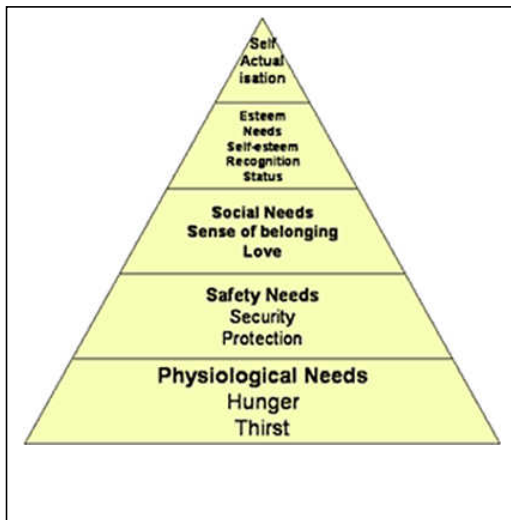 Self
Actual
isation
Esteem
Needs
Self-esteem
Recognition
Status
Social Needs
Sense of belonging
Love
Safety Needs
Security
Protection
Physiological Needs
Hunger
Thirst